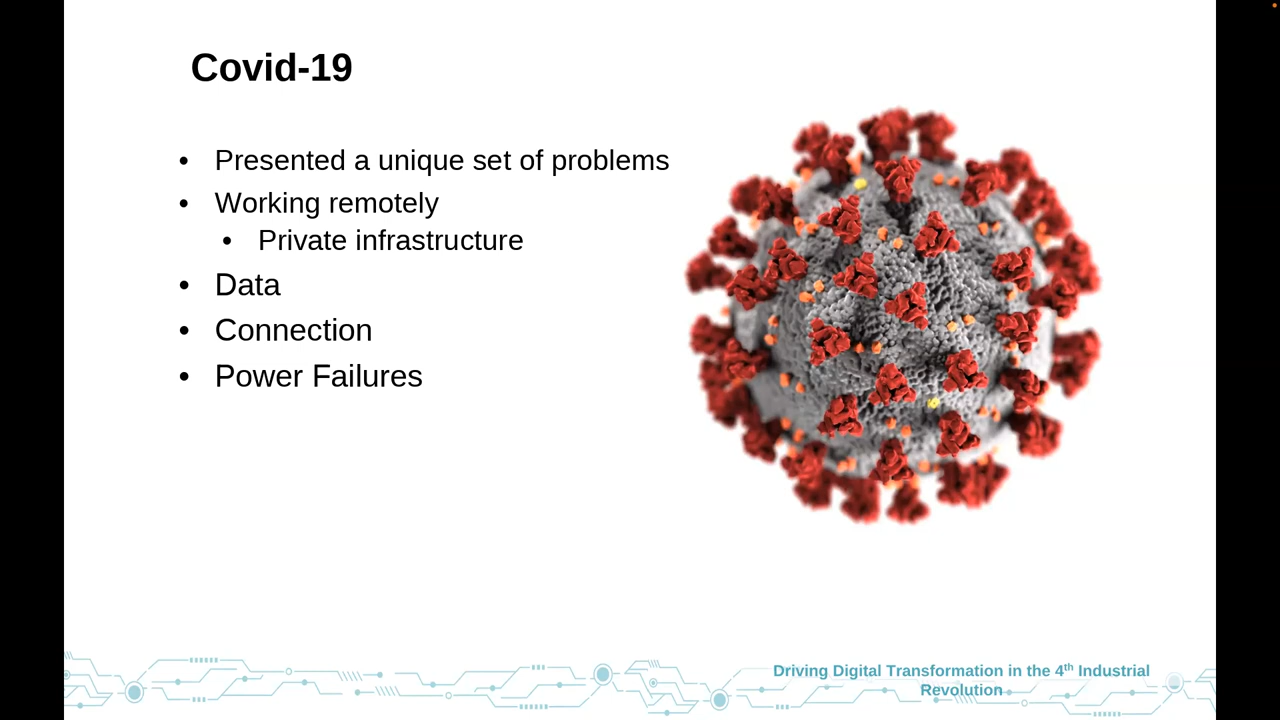 Covid-19
• Presented a unique set of problems
• Working remotely
• Private infrastructure
• Data
• Connection
• Power Failures
Driving Digital Transformation in the 4th Industrial
Revolution